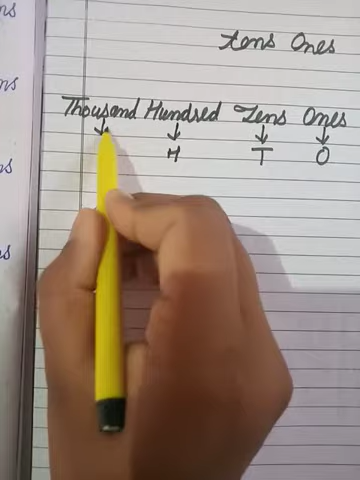 tens Ones
Thousand Hundred Tens Ones
↓ ↓ ↓ ↓
H T O